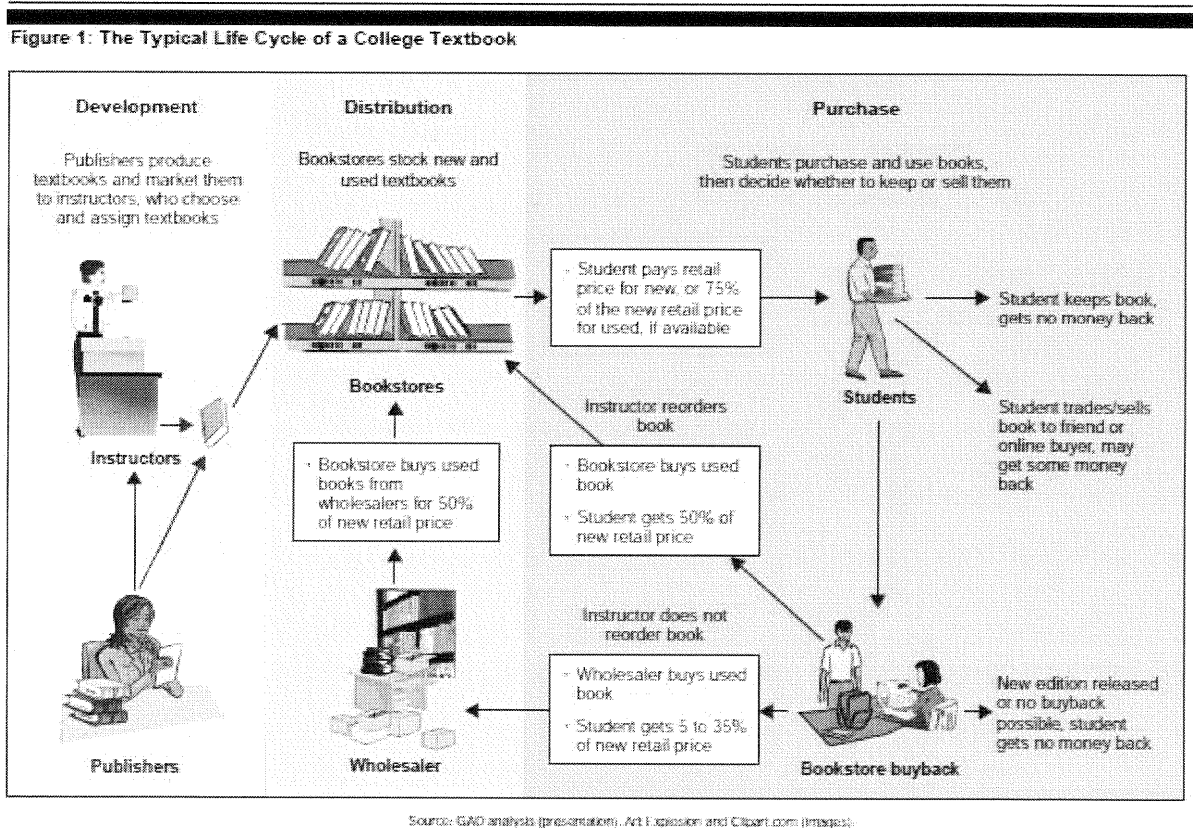 Figure 1: The Typical Life Cycle of a College Textbook
Development
Publishers produce
textbooks and market them
to instructors, who choose
and assign textbooks
Instructors
Publishers
Distribution
Bookstores stock new and
used textbooks
Bookstores
- Bookstore buys used
books from
wholesalers for 50%
of new retail price
Wholesaler
Purchase
Students purchase and use books,
then decide whether to keep or sell them
- Student pays retail
price for new, or 75%
of the new retail price
for used, if available
Students
Student keeps book,
gets no money back
Student trades/sells
book to friend or
online buyer, may
get some money
back
Instructor reorders
book
- Bookstore buys used
book
- Student gets 50% of
new retail price
Instructor does not
reorder book
- Wholesaler buys used
book
- Student gets 5 to 35%
of new retail price
Bookstore buyback
New edition released
or no buyback
possible, student
gets no money back
Source: GAO analysis (presentation), Art Explosion and Clipart.com (images).